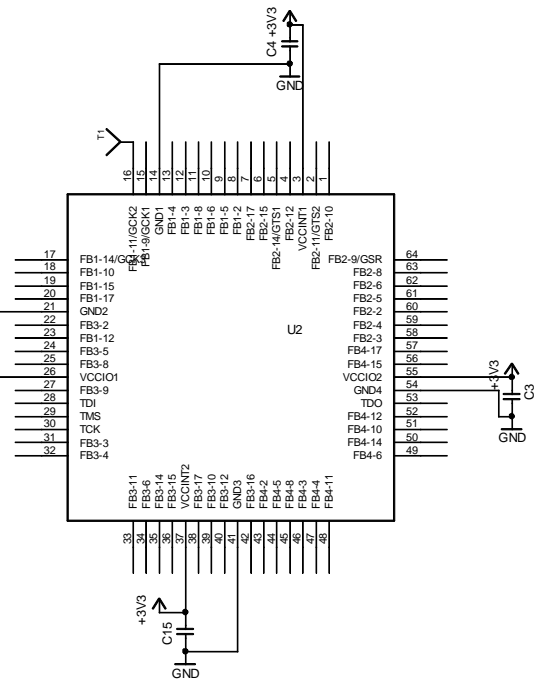 C4 +3V3
GND
T1
16 15 14 13 12 11 10 9 8 7 6 5 4 3 2 1
FB1-11/GCK2
FB1-9/GCK1
GND1
FB1-4
FB1-3
FB1-8
FB1-6
FB1-5
FB1-2
FB2-17
FB2-15
FB2-14/GTS1
FB2-12
VCCINT1
FB2-11/GTS2
FB2-10
17 FB1-14/GCK3
18 FB1-10
19 FB1-15
20 FB1-17
21 GND2
22 FB3-2
23 FB1-12
24 FB3-5
25 FB3-8
26 VCCIO1
27 FB3-9
28 TDI
29 TMS
30 TCK
31 FB3-3
32 FB3-4
U2
FB2-9/GSR 64
FB2-8 63
FB2-6 62
FB2-5 61
FB2-2 60
FB2-4 59
FB2-3 58
FB4-17 57
FB4-15 56
VCCIO2 55
GND4 54
TDO 53
FB4-12 52
FB4-10 51
FB4-14 50
FB4-6 49
+3V3
C3
GND
FB3-11
FB3-6
FB3-14
FB3-15
VCCINT2
FB3-17
FB3-10
FB3-12
GND3
FB3-16
FB4-2
FB4-5
FB4-8
FB4-3
FB4-4
FB4-11
33 34 35 36 37 38 39 40 41 42 43 44 45 46 47 48
+3V3
C15
GND